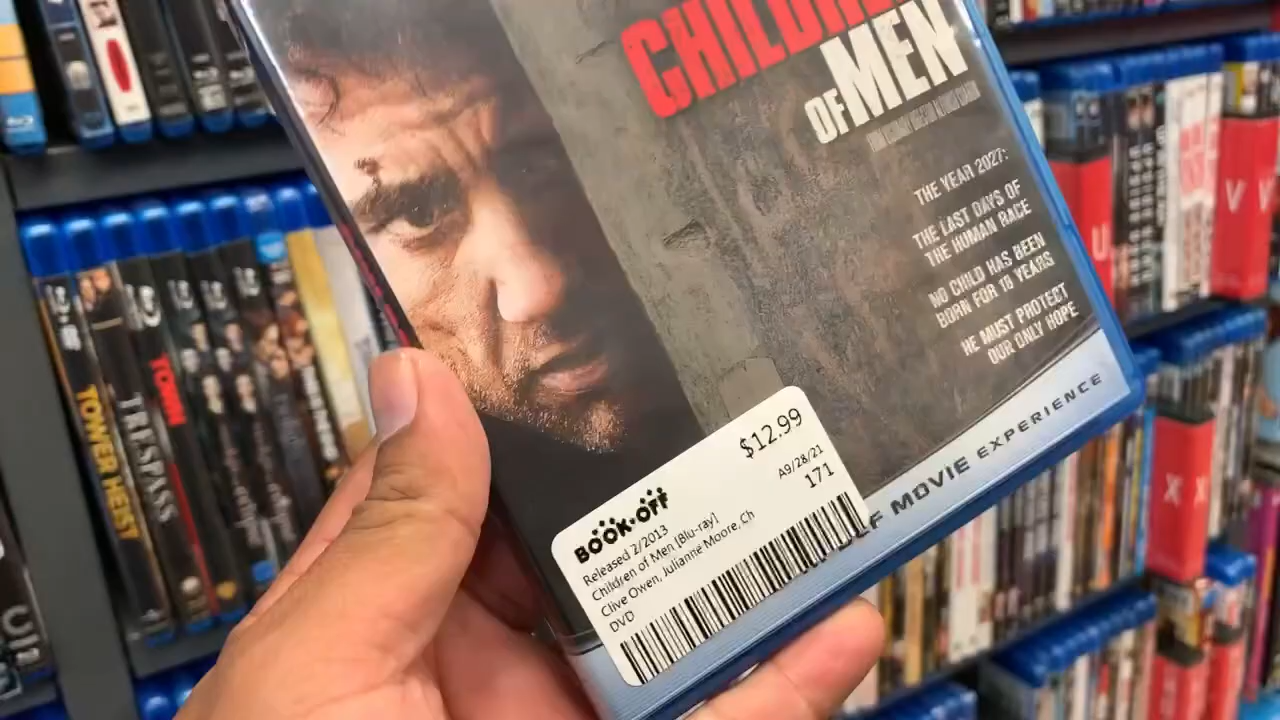 CHILDRE
OF MEN
THE YEAR 2027:
THE LAST DAYS OF
THE HUMAN RACE
NO CHILD HAS BEEN
BORN FOR 18 YEARS
HE MUST PROTECT
OUR ONLY HOPE
MOVIE EXPERIENCE
$12.99
A9/28/21
171
BOOK·OFF
Released 2/2013
Children of Men [Blu-ray]
Clive Owen, Julianne Moore, Ch
DVD
TOWER HEIST
TRESPASS
TOWN
U
V V
X X